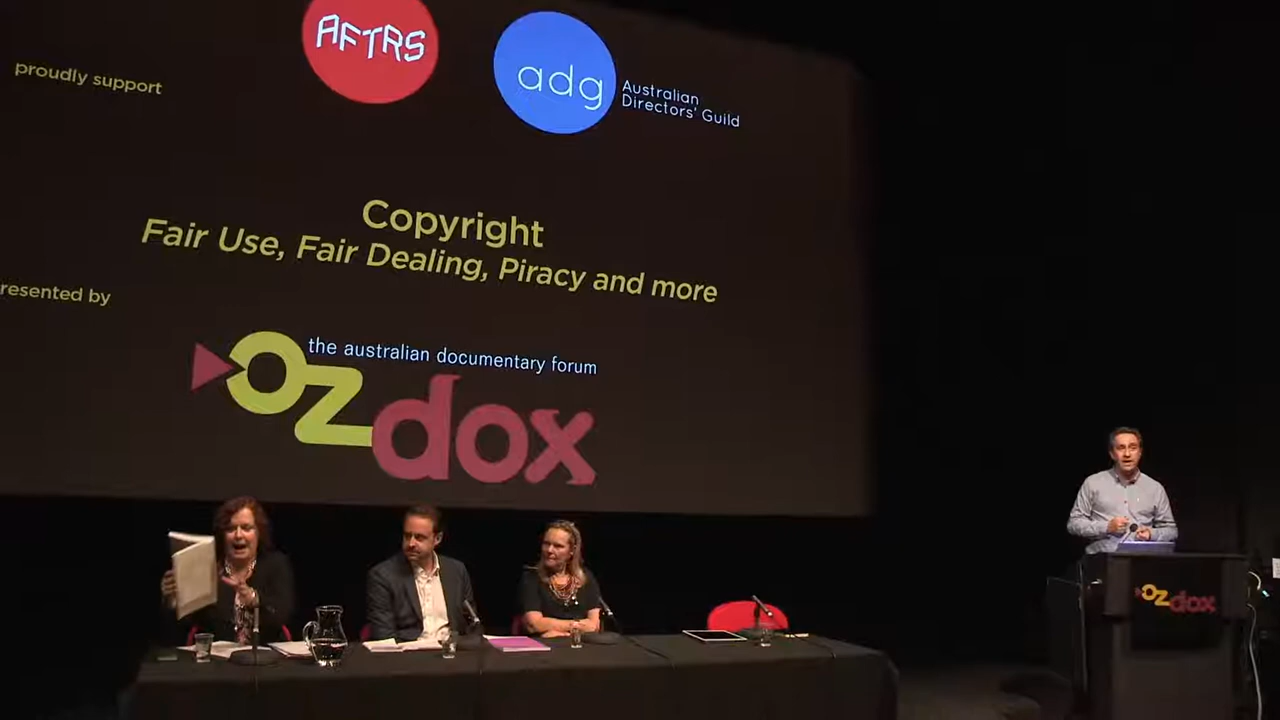 AFTRS
proudly support
adg
Australian
Directors' Guild
Copyright
Fair Use, Fair Dealing, Piracy and more
resented by
the australian documentary forum
ozdox
ozdox